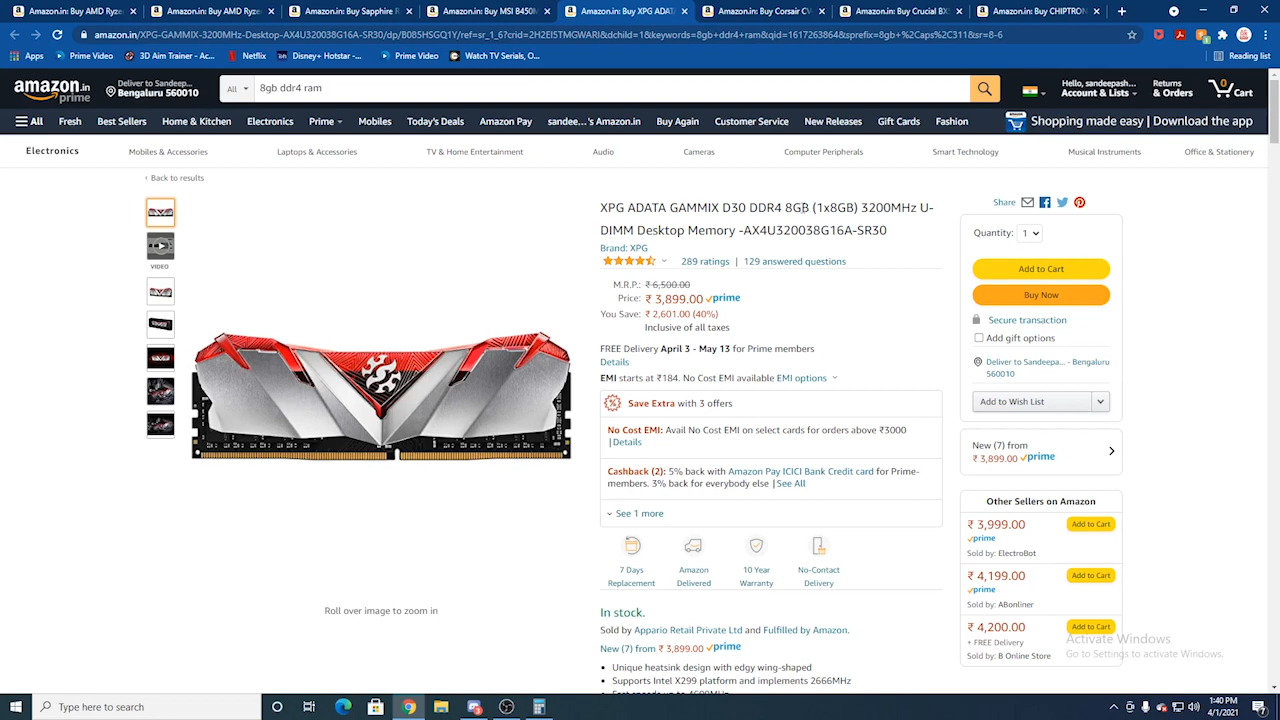 Amazon.in: Buy AMD Ryze
Amazon.in: Buy AMD Ryze
Amazon.in: Buy Sapphire R
Amazon.in: Buy MSI B450M
Amazon.in: Buy XPG ADAT
Amazon.in: Buy Corsair CV
Amazon.in: Buy Crucial BX
Amazon.in: Buy CHIPTRON
amazon.in/XPG-GAMMIX-3200MHz-Desktop-AX4U320038G16A-SR30/dp/B085HSGQ1Y/ref=sr_1_6?crid=2H2EI5TMGWARI&dchild=1&keywords=8gb+ddr4+ram&qid=1617263864&sprefix=8gb+%2Caps%2C311&sr=8-6
Apps
Prime Video
3D Aim Trainer - Ac...
Netflix
Disney+ Hotstar -...
Prime Video
Watch TV Serials, O...
Reading list
amazon.in
prime
Deliver to Sandeep...
Bengaluru 560010
All
8gb ddr4 ram
Hello, sandeepash...
Account & Lists
Returns
& Orders
0
Cart
All
Fresh
Best Sellers
Home & Kitchen
Electronics
Prime
Mobiles
Today's Deals
Amazon Pay
sandee...'s Amazon.in
Buy Again
Customer Service
New Releases
Gift Cards
Fashion
amazon prime
Shopping made easy | Download the app
Electronics
Mobiles & Accessories
Laptops & Accessories
TV & Home Entertainment
Audio
Cameras
Computer Peripherals
Smart Technology
Musical Instruments
Office & Stationery
‹ Back to results
VIDEO
Roll over image to zoom in
XPG ADATA GAMMIX D30 DDR4 8GB (1x8GB) 3200MHz U-
DIMM Desktop Memory -AX4U320038G16A-SR30
Brand: XPG
289 ratings | 129 answered questions
M.R.P.: ₹ 6,500.00
Price: ₹ 3,899.00 prime
You Save: ₹ 2,601.00 (40%)
Inclusive of all taxes
FREE Delivery April 3 - May 13 for Prime members
Details
EMI starts at ₹184. No Cost EMI available EMI options
Save Extra with 3 offers
No Cost EMI: Avail No Cost EMI on select cards for orders above ₹3000
|Details
Cashback (2): 5% back with Amazon Pay ICICI Bank Credit card for Prime-
members. 3% back for everybody else |See All
See 1 more
7 Days
Replacement
Amazon
Delivered
10 Year
Warranty
No-Contact
Delivery
In stock.
Sold by Appario Retail Private Ltd and Fulfilled by Amazon.
New (7) from ₹ 3,899.00 prime
• Unique heatsink design with edgy wing-shaped
• Supports Intel X299 platform and implements 2666MHz
• Fast speeds up to 4600MHz
Share
Quantity: 1
Add to Cart
Buy Now
Secure transaction
Add gift options
Deliver to Sandeepa... - Bengaluru
560010
Add to Wish List
New (7) from
₹ 3,899.00 prime
Other Sellers on Amazon
₹ 3,999.00
Add to Cart
prime
Sold by: ElectroBot
₹ 4,199.00
Add to Cart
prime
Sold by: ABonliner
₹ 4,200.00
Add to Cart
+ FREE Delivery
Sold by: B Online Store
Activate Windows
Go to Settings to activate Windows.
Type here to search
1:40 PM
4/1/2021